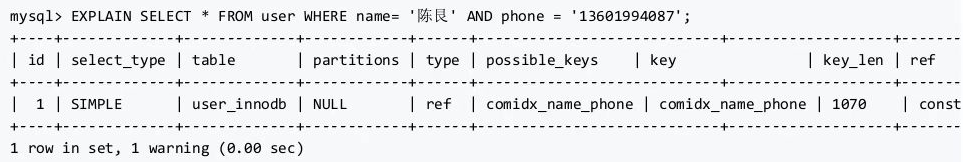 mysql> EXPLAIN SELECT * FROM user WHERE name= '陈艮' AND phone = '13601994087';
+----+-------------+-------------+------------+------+-------------------------+-------------------+---------+-------
| id | select_type | table | partitions | type | possible_keys | key | key_len | ref
+----+-------------+-------------+------------+------+-------------------------+-------------------+---------+-------
| 1 | SIMPLE | user_innodb | NULL | ref | comidx_name_phone | comidx_name_phone | 1070 | const
+----+-------------+-------------+------------+------+-------------------------+-------------------+---------+-------
1 row in set, 1 warning (0.00 sec)